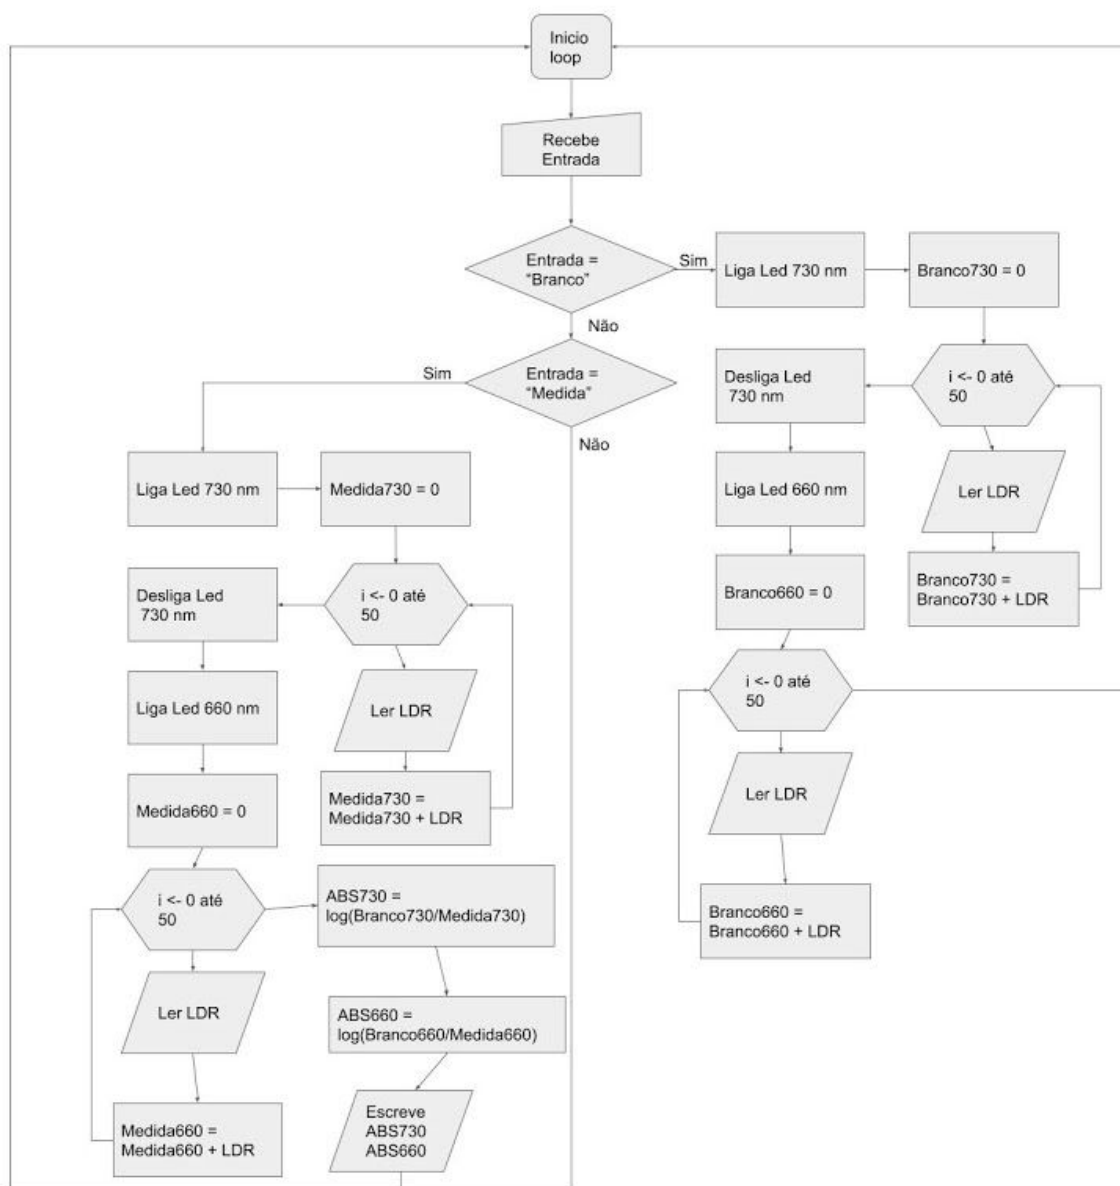 Inicio
loop
Recebe
Entrada
Entrada =
“Branco”
Sim
Liga Led 730 nm
Branco730 = 0
Não
Entrada =
“Medida”
Sim
Não
Desliga Led
730 nm
i <- 0 até
50
Liga Led 660 nm
Ler LDR
Branco660 = 0
Branco730 =
Branco730 + LDR
i <- 0 até
50
Ler LDR
Branco660 =
Branco660 + LDR
Liga Led 730 nm
Medida730 = 0
Desliga Led
730 nm
i <- 0 até
50
Liga Led 660 nm
Ler LDR
Medida660 = 0
Medida730 =
Medida730 + LDR
i <- 0 até
50
ABS730 =
log(Branco730/Medida730)
Ler LDR
ABS660 =
log(Branco660/Medida660)
Medida660 =
Medida660 + LDR
Escreve
ABS730
ABS660